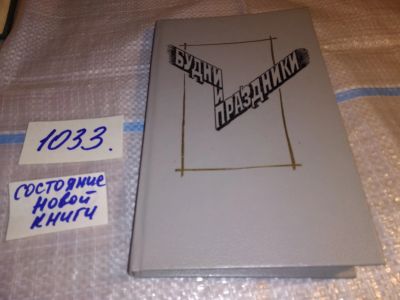 БУДНИ
И
ПРАЗДНИКИ
1033.
СОСТОЯНИЕ
НОВОЙ
КНИГИ